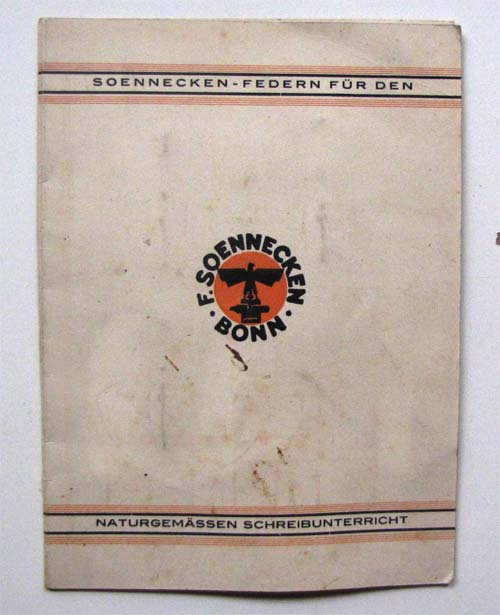 SOENNECKEN-FEDERN FÜR DEN
· F. SOENNECKEN ·
BONN
NATURGEMÄSSEN SCHREIBUNTERRICHT